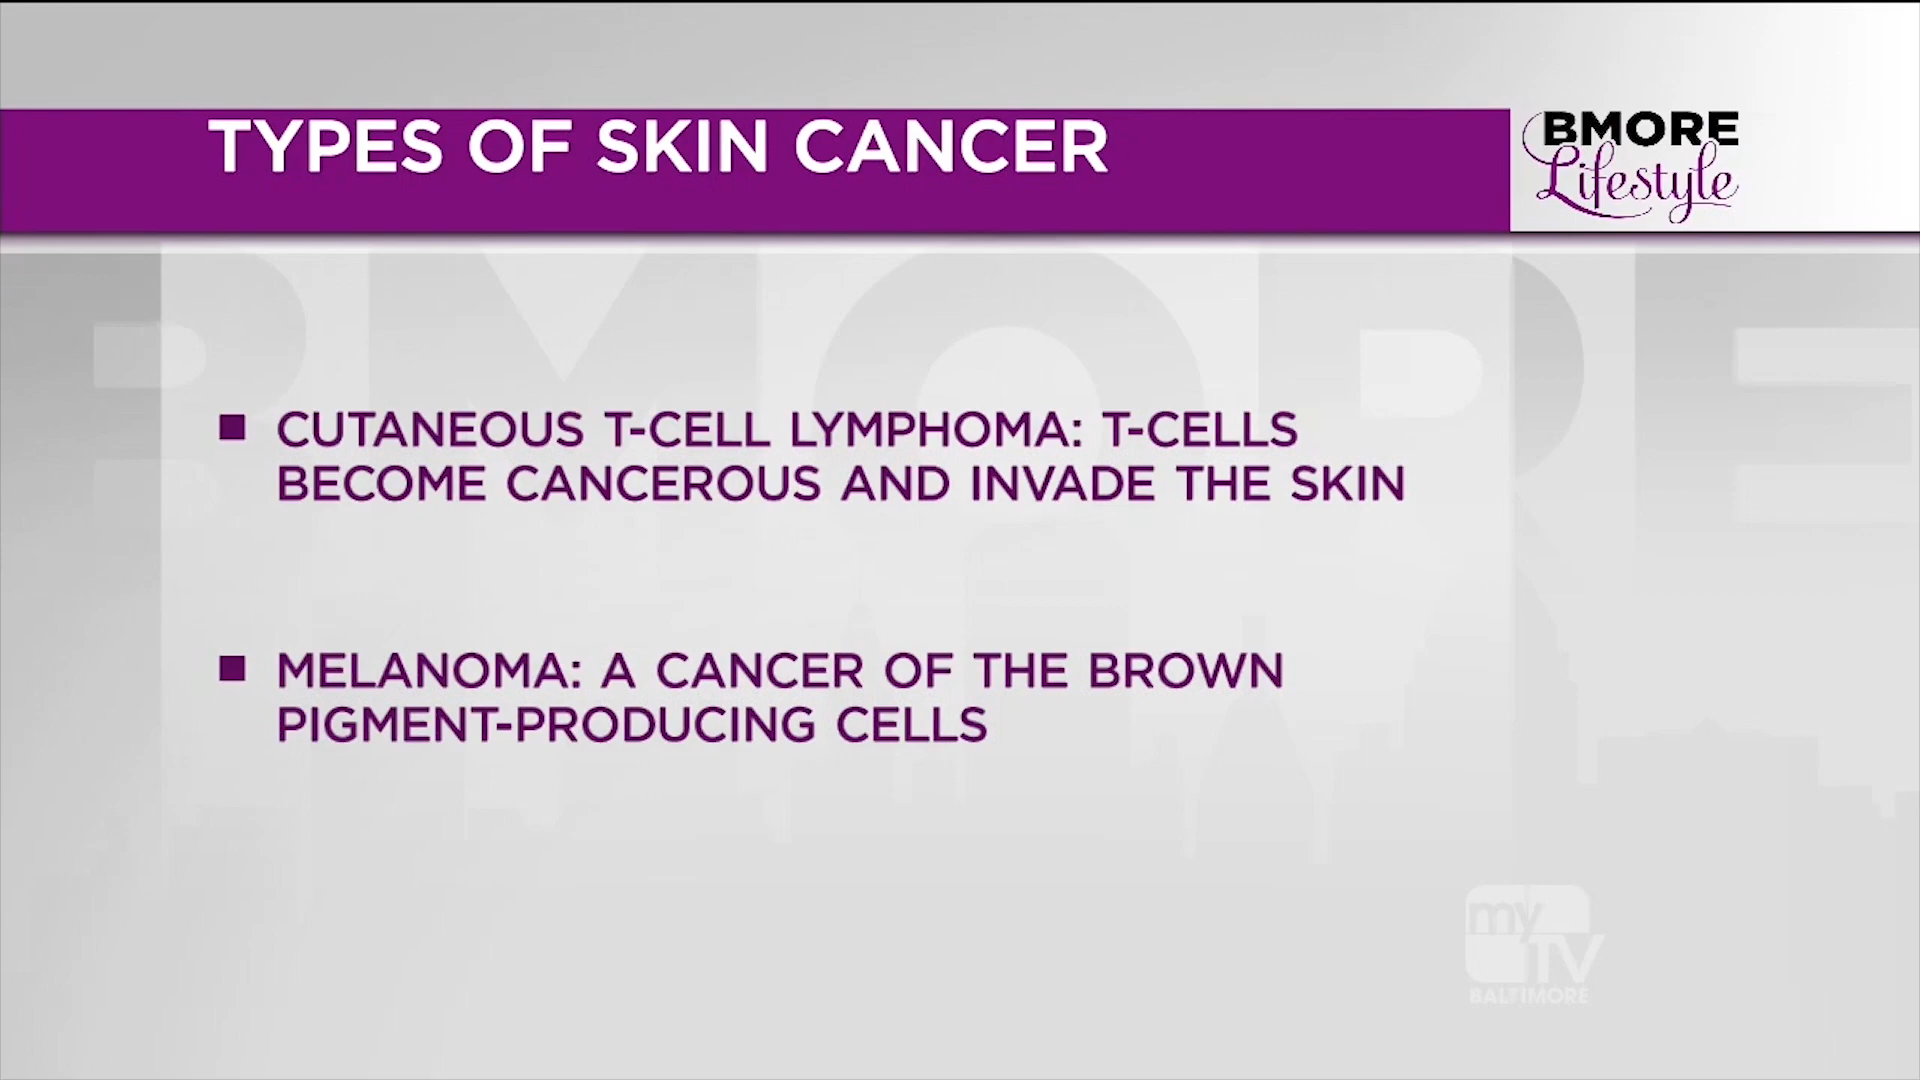 TYPES OF SKIN CANCER
BMORE
Lifestyle
BMORE
■ CUTANEOUS T-CELL LYMPHOMA: T-CELLS
BECOME CANCEROUS AND INVADE THE SKIN
■ MELANOMA: A CANCER OF THE BROWN
PIGMENT-PRODUCING CELLS
my
TV
BALTIMORE